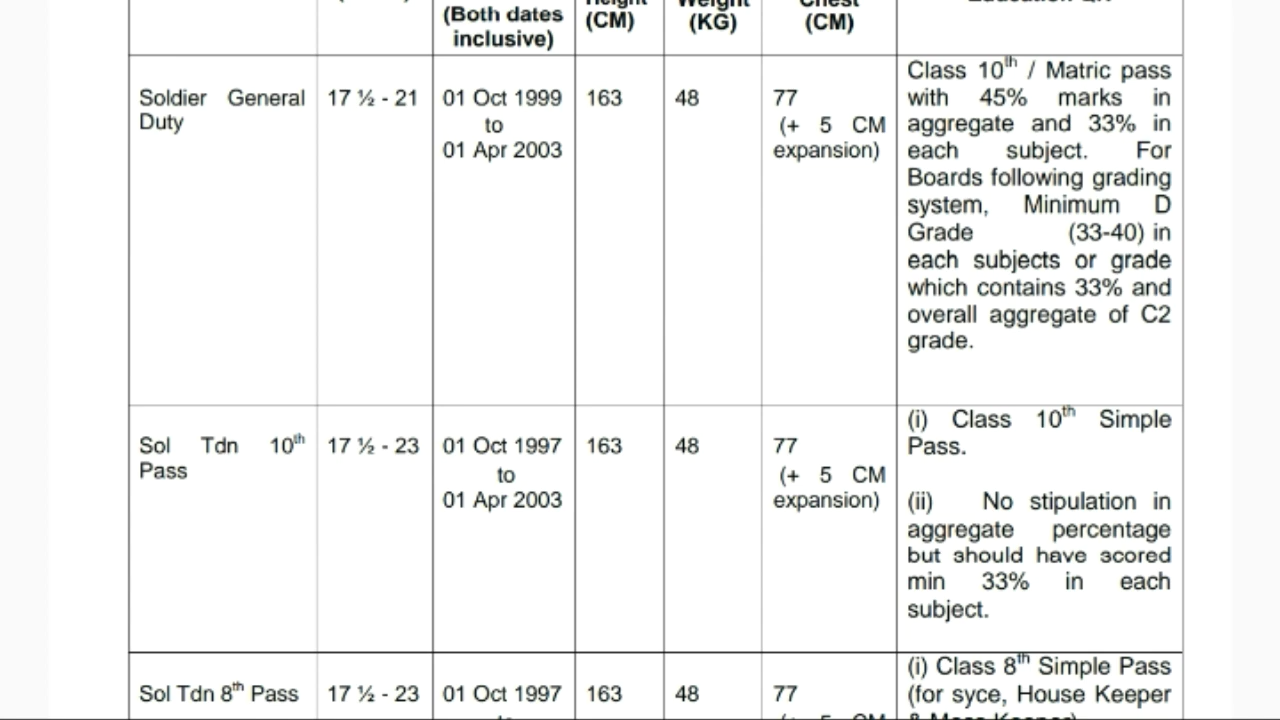 (Both dates
inclusive)
Height
(CM)
Weight
(KG)
Chest
(CM)
Soldier General
Duty
17 ½ - 21
01 Oct 1999
to
01 Apr 2003
163
48
77
(+ 5 CM
expansion)
Class 10th / Matric pass
with 45% marks in
aggregate and 33% in
each subject. For
Boards following grading
system, Minimum D
Grade (33-40) in
each subjects or grade
which contains 33% and
overall aggregate of C2
grade.
Sol Tdn 10th
Pass
17 ½ - 23
01 Oct 1997
to
01 Apr 2003
163
48
77
(+ 5 CM
expansion)
(i) Class 10th Simple
Pass.
(ii) No stipulation in
aggregate percentage
but should have scored
min 33% in each
subject.
Sol Tdn 8th Pass
17 ½ - 23
01 Oct 1997
163
48
77
(+ 5 CM
(i) Class 8th Simple Pass
(for syce, House Keeper
& Mess Keeper)